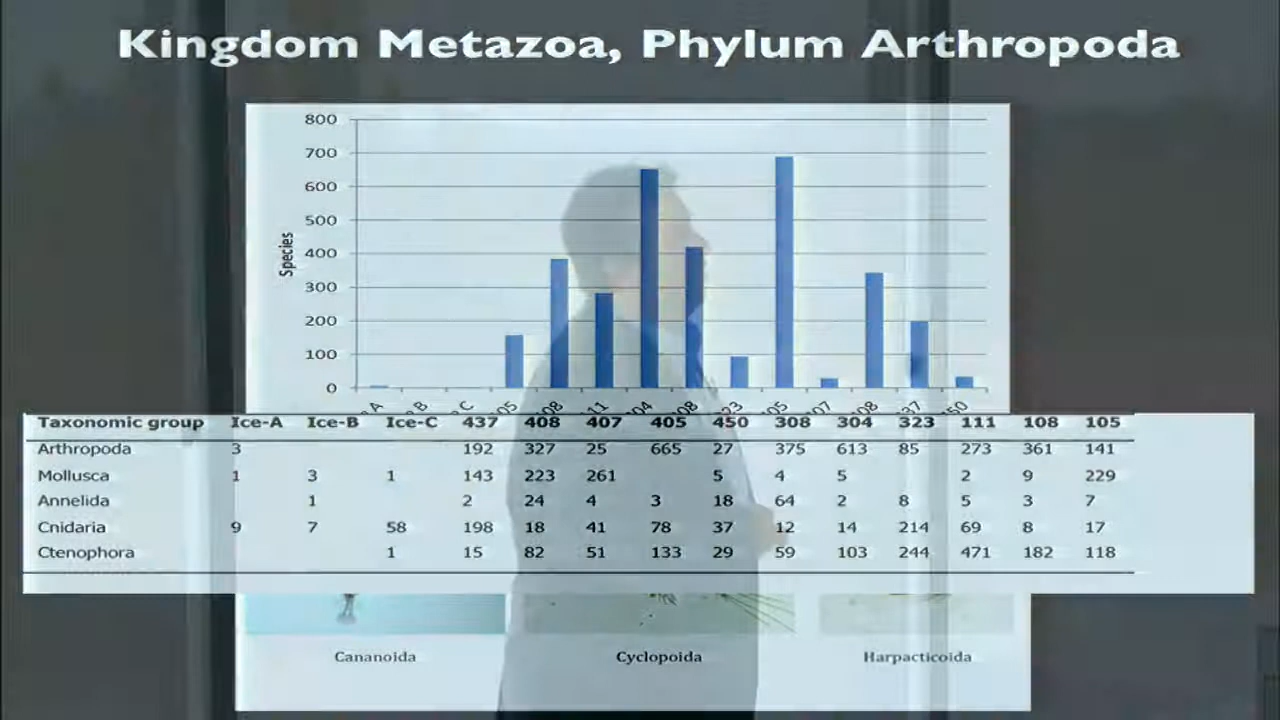 Kingdom Metazoa, Phylum Arthropoda
800
700
600
500
400
300
200
100
0
Species
Taxonomic group Ice-A Ice-B Ice-C 437 408 407 405 450 308 304 323 111 108 105
Arthropoda 3 192 327 25 665 27 375 613 85 273 361 141
Mollusca 1 3 1 143 223 261 5 4 5 2 9 229
Annelida 1 2 24 4 3 18 64 2 8 5 3 7
Cnidaria 9 7 58 198 18 41 78 37 12 14 214 69 8 17
Ctenophora 1 15 82 51 133 29 59 103 244 471 182 118
Cananoida Cyclopoida Harpacticoida